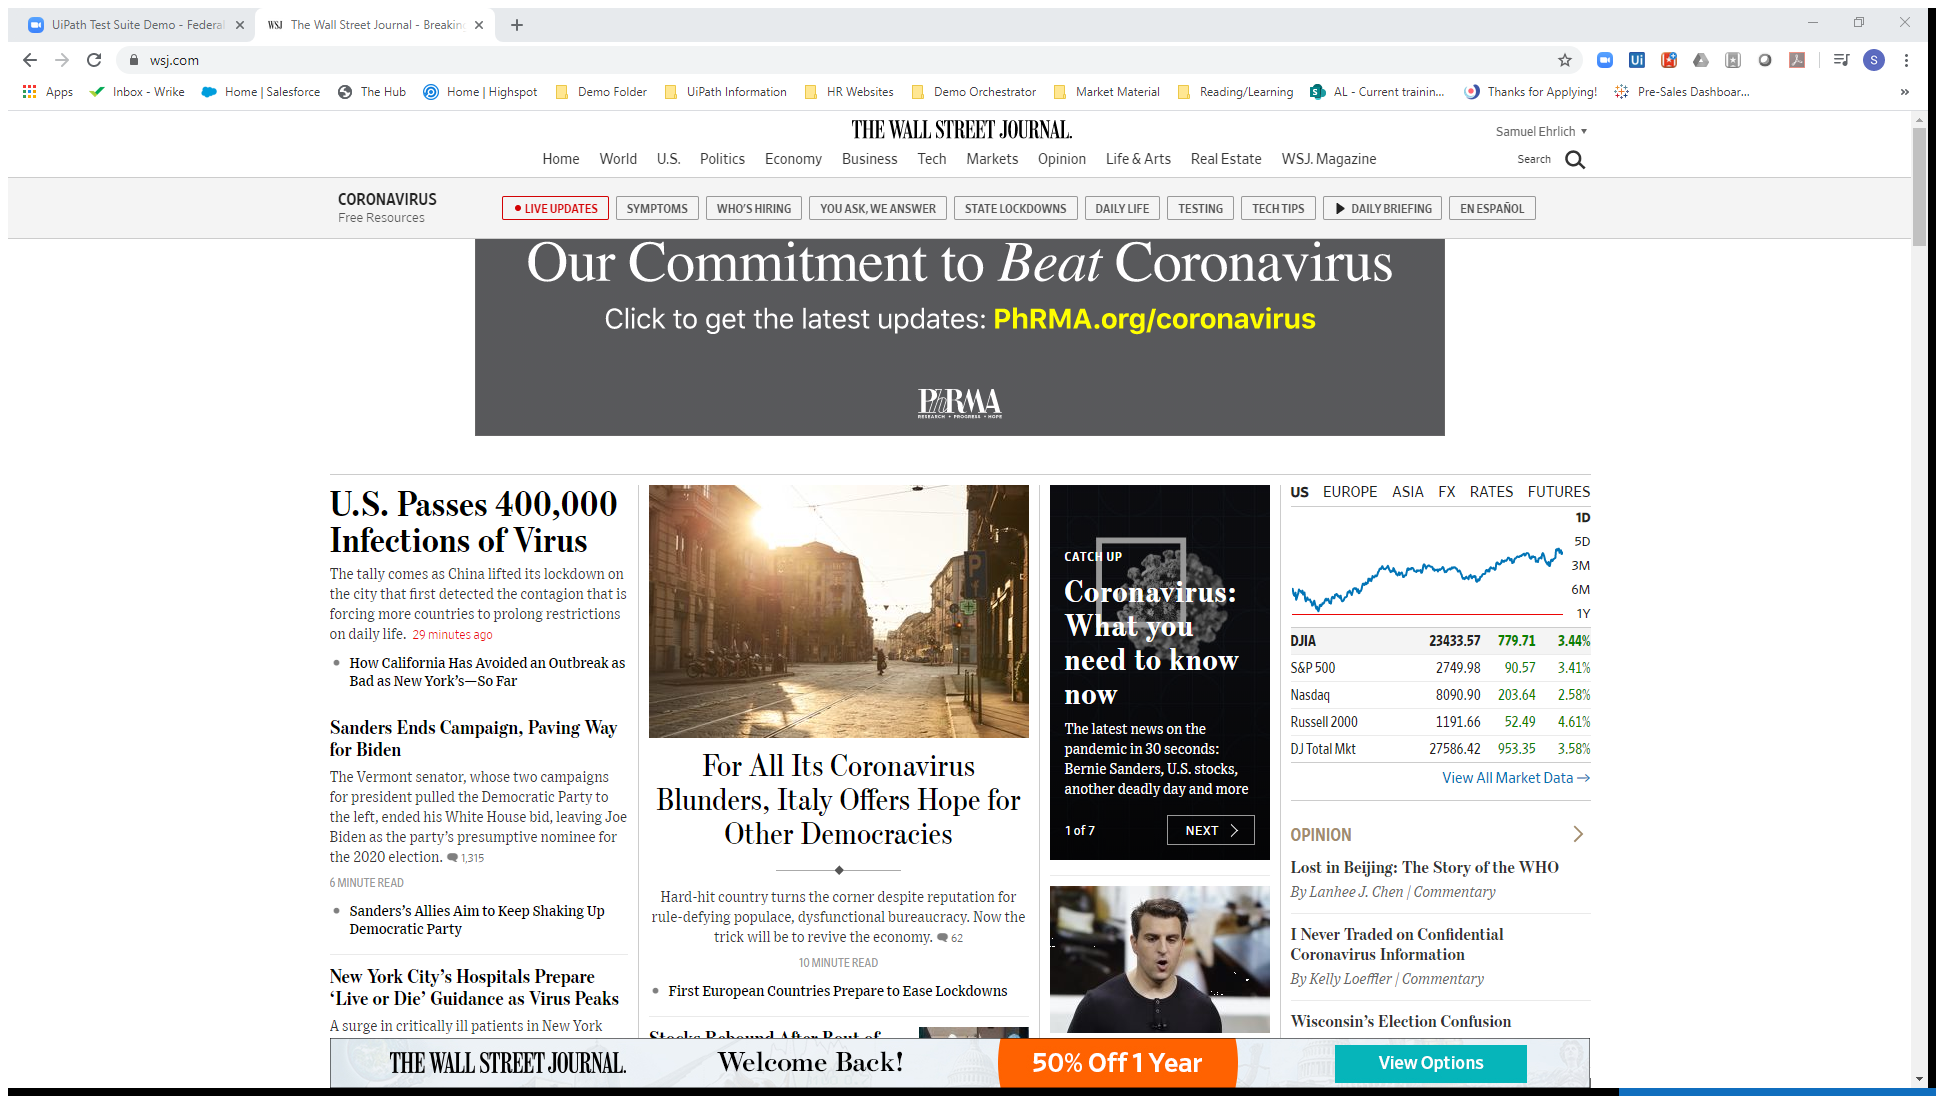 UiPath Test Suite Demo - Federal
WSJ The Wall Street Journal - Breaking
wsj.com
Ui
S
Apps
Inbox - Wrike
Home | Salesforce
The Hub
Home | Highspot
Demo Folder
UiPath Information
HR Websites
Demo Orchestrator
Market Material
Reading/Learning
AL - Current trainin...
Thanks for Applying!
Pre-Sales Dashboar...
»
THE WALL STREET JOURNAL.
Samuel Ehrlich
Home World U.S. Politics Economy Business Tech Markets Opinion Life & Arts Real Estate WSJ. Magazine
Search
CORONAVIRUS
Free Resources
• LIVE UPDATES
SYMPTOMS
WHO'S HIRING
YOU ASK, WE ANSWER
STATE LOCKDOWNS
DAILY LIFE
TESTING
TECH TIPS
DAILY BRIEFING
EN ESPAÑOL
Our Commitment to Beat Coronavirus
Click to get the latest updates: PhRMA.org/coronavirus
PhRMA
RESEARCH • PROGRESS • HOPE
U.S. Passes 400,000
Infections of Virus
The tally comes as China lifted its lockdown on
the city that first detected the contagion that is
forcing more countries to prolong restrictions
on daily life. 29 minutes ago
• How California Has Avoided an Outbreak as
Bad as New York's—So Far
Sanders Ends Campaign, Paving Way
for Biden
The Vermont senator, whose two campaigns
for president pulled the Democratic Party to
the left, ended his White House bid, leaving Joe
Biden as the party's presumptive nominee for
the 2020 election. 1,315
6 MINUTE READ
• Sanders's Allies Aim to Keep Shaking Up
Democratic Party
New York City's Hospitals Prepare
'Live or Die' Guidance as Virus Peaks
A surge in critically ill patients in New York
P
For All Its Coronavirus
Blunders, Italy Offers Hope for
Other Democracies
Hard-hit country turns the corner despite reputation for
rule-defying populace, dysfunctional bureaucracy. Now the
trick will be to revive the economy. 62
10 MINUTE READ
• First European Countries Prepare to Ease Lockdowns
Stocks Rebound After Bout of
CATCH UP
Coronavirus:
What you
need to know
now
The latest news on the
pandemic in 30 seconds:
Bernie Sanders, U.S. stocks,
another deadly day and more
1 of 7
NEXT
US EUROPE ASIA FX RATES FUTURES
1D
5D
3M
6M
1Y
DJIA 23433.57 779.71 3.44%
S&P 500 2749.98 90.57 3.41%
Nasdaq 8090.90 203.64 2.58%
Russell 2000 1191.66 52.49 4.61%
DJ Total Mkt 27586.42 953.35 3.58%
View All Market Data →
OPINION
Lost in Beijing: The Story of the WHO
By Lanhee J. Chen | Commentary
I Never Traded on Confidential
Coronavirus Information
By Kelly Loeffler | Commentary
Wisconsin's Election Confusion
THE WALL STREET JOURNAL.
Welcome Back!
50% Off 1 Year
View Options